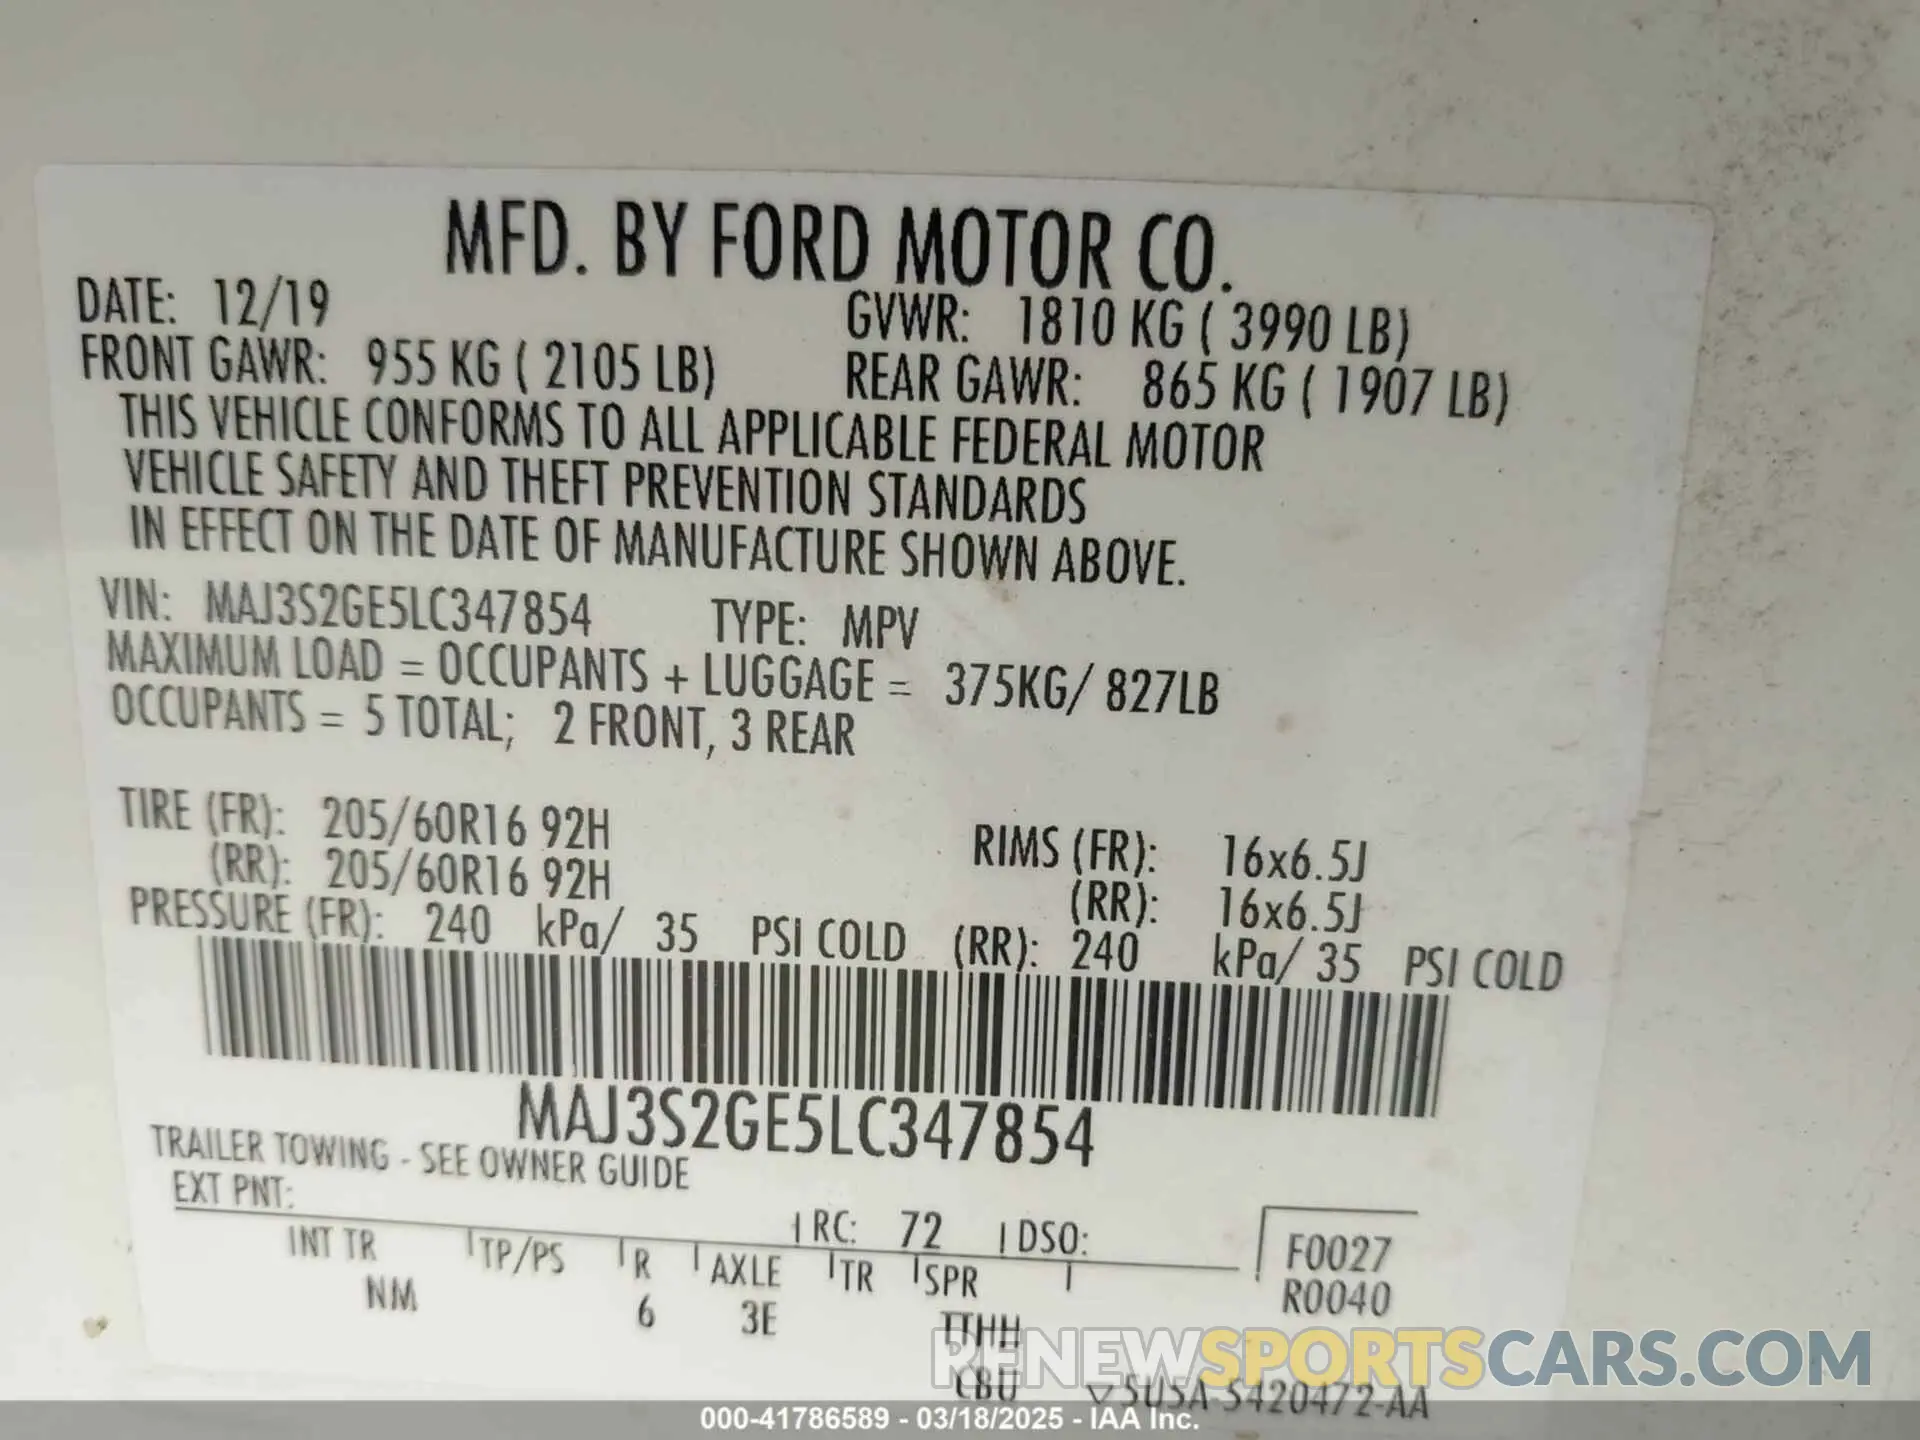 MFD. BY FORD MOTOR CO.
DATE: 12/19 GVWR: 1810 KG ( 3990 LB)
FRONT GAWR: 955 KG ( 2105 LB) REAR GAWR: 865 KG ( 1907 LB)
THIS VEHICLE CONFORMS TO ALL APPLICABLE FEDERAL MOTOR
VEHICLE SAFETY AND THEFT PREVENTION STANDARDS
IN EFFECT ON THE DATE OF MANUFACTURE SHOWN ABOVE.
VIN: MAJ3S2GE5LC347854 TYPE: MPV
MAXIMUM LOAD = OCCUPANTS + LUGGAGE = 375KG/ 827LB
OCCUPANTS = 5 TOTAL; 2 FRONT, 3 REAR
TIRE (FR): 205/60R16 92H RIMS (FR): 16x6.5J
(RR): 205/60R16 92H (RR): 16x6.5J
PRESSURE (FR): 240 kPa/ 35 PSI COLD (RR): 240 kPa/ 35 PSI COLD
MAJ3S2GE5LC347854
TRAILER TOWING - SEE OWNER GUIDE
EXT PNT: RC: 72 DSO: F0027
INT TR TP/PS R AXLE TR SPR R0040
NM 6 3E TTHH
CBU 5U5A-5420472-AA
RENEWSPORTSCARS.COM
000-41786589 - 03/18/2025 - IAA Inc.